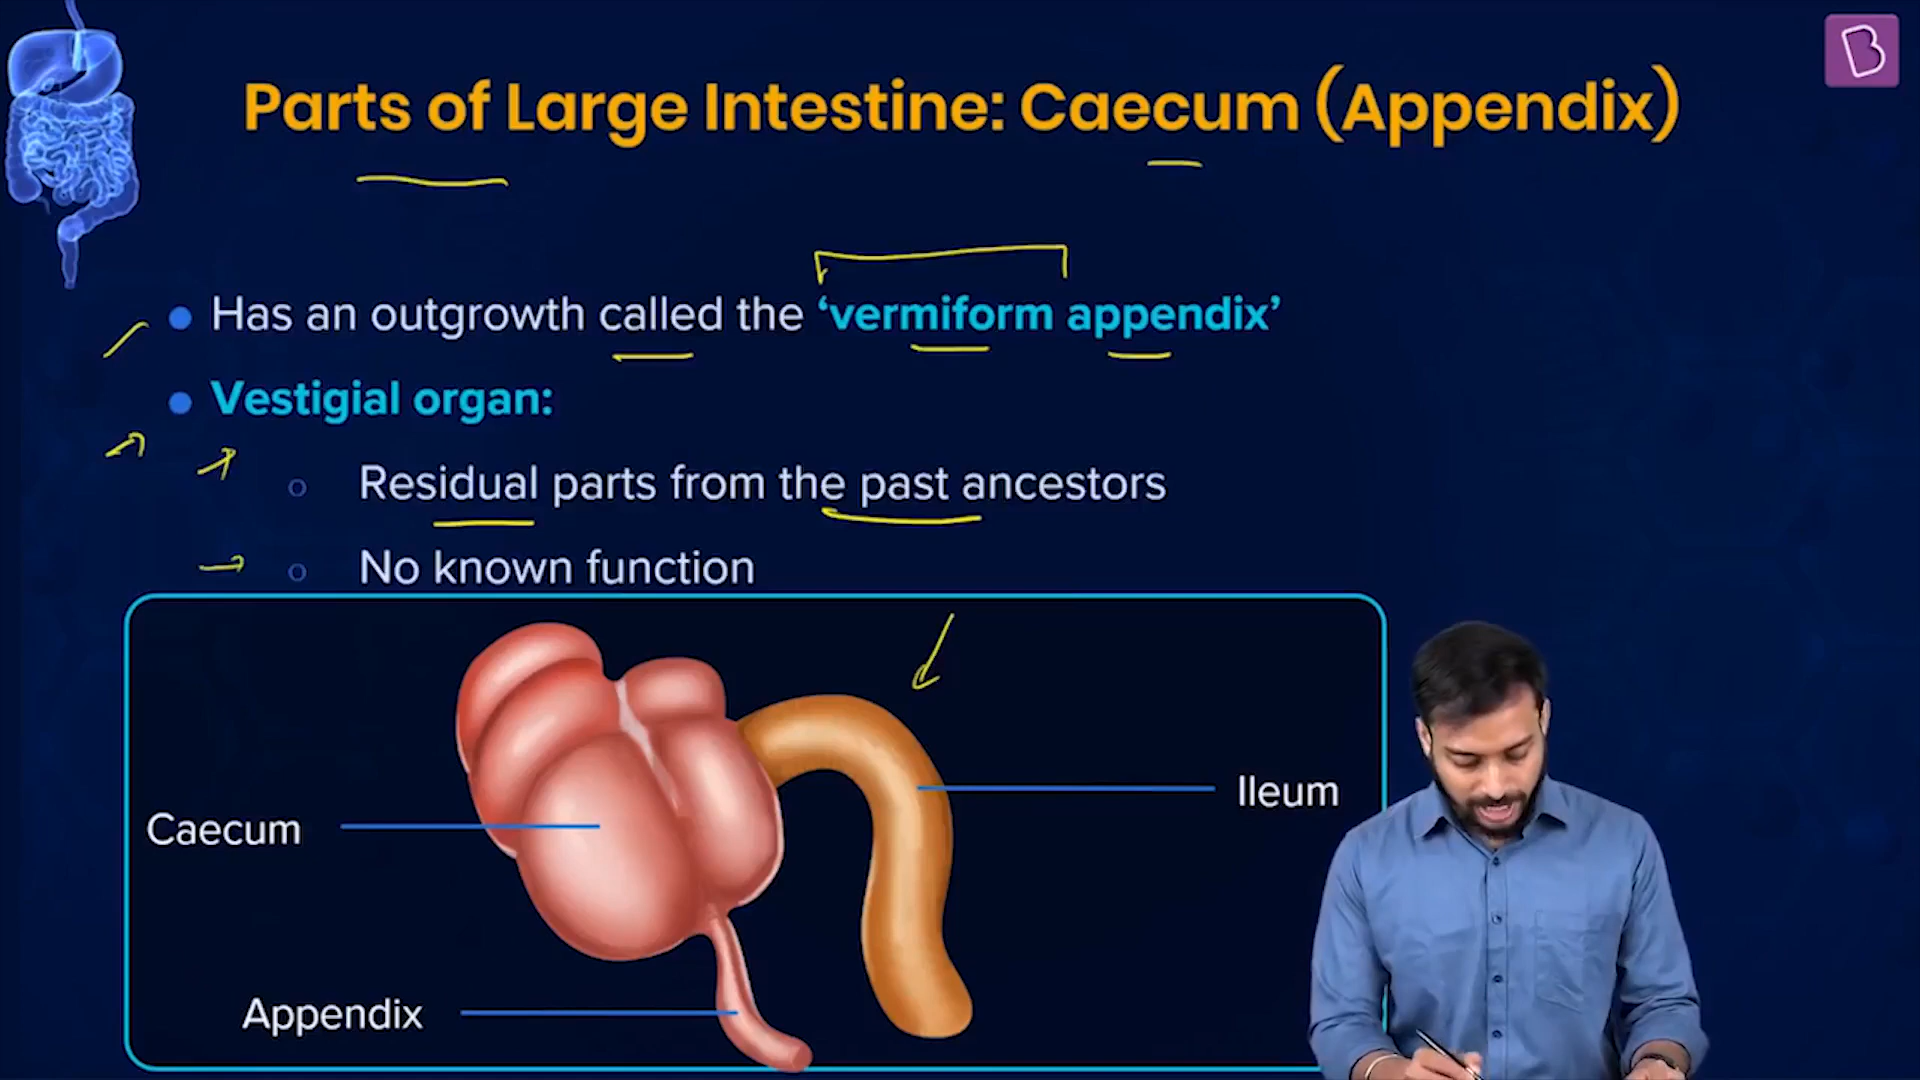 Parts of Large Intestine: Caecum (Appendix)
Has an outgrowth called the ‘vermiform appendix’
Vestigial organ:
Residual parts from the past ancestors
No known function
Ileum
Caecum
Appendix
B